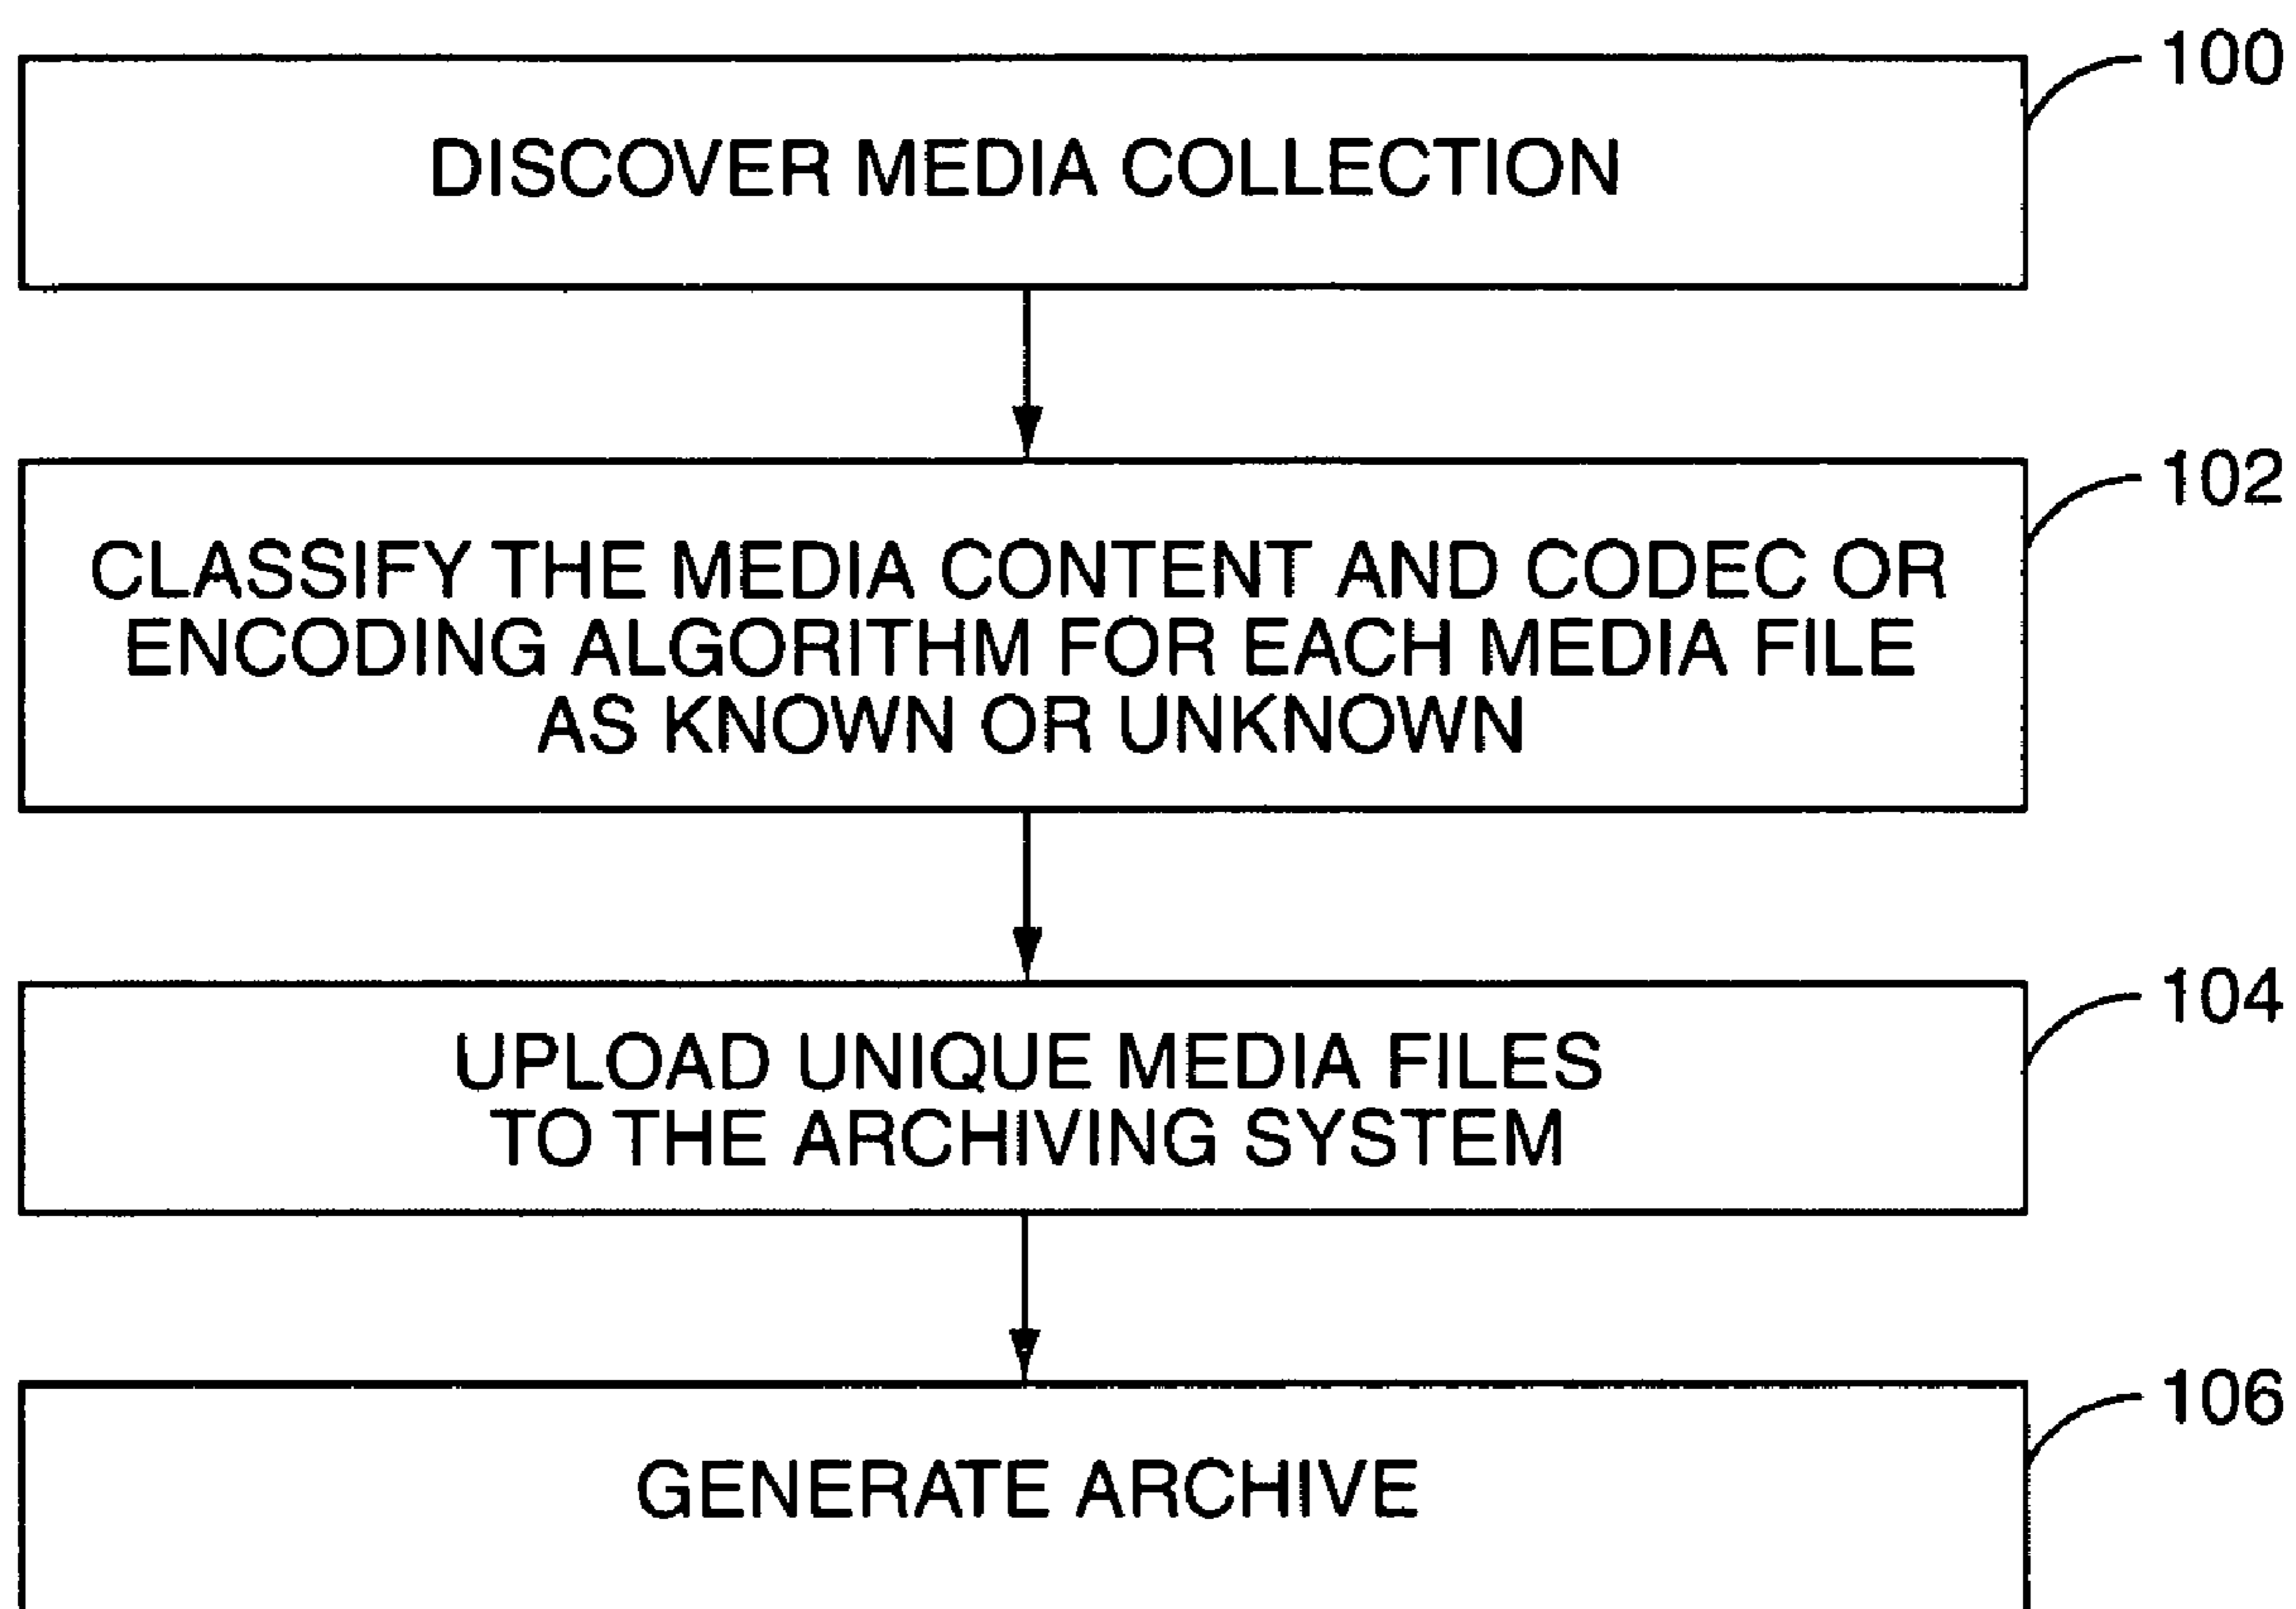 100
DISCOVER MEDIA COLLECTION
102
CLASSIFY THE MEDIA CONTENT AND CODEC OR
ENCODING ALGORITHM FOR EACH MEDIA FILE
AS KNOWN OR UNKNOWN
104
UPLOAD UNIQUE MEDIA FILES
TO THE ARCHIVING SYSTEM
106
GENERATE ARCHIVE